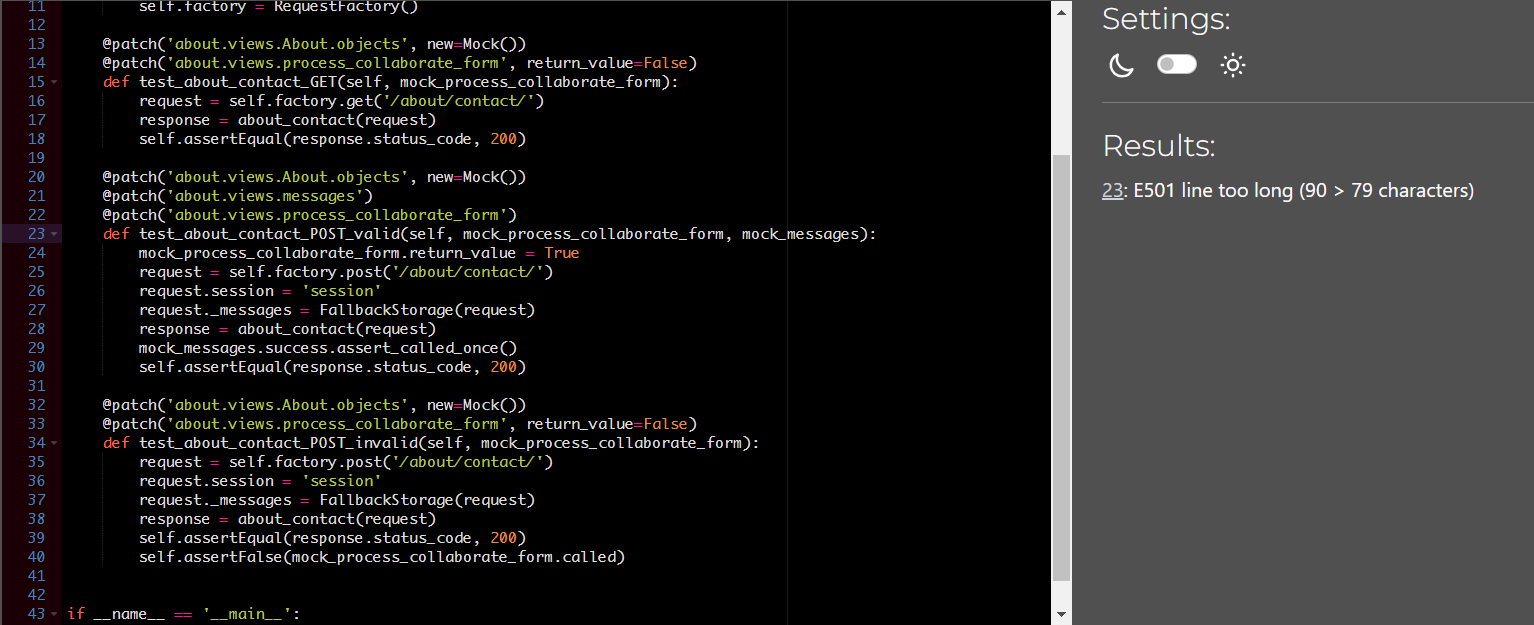 11         self.factory = RequestFactory()
12
13     @patch('about.views.About.objects', new=Mock())
14     @patch('about.views.process_collaborate_form', return_value=False)
15     def test_about_contact_GET(self, mock_process_collaborate_form):
16         request = self.factory.get('/about/contact/')
17         response = about_contact(request)
18         self.assertEqual(response.status_code, 200)
19
20     @patch('about.views.About.objects', new=Mock())
21     @patch('about.views.messages')
22     @patch('about.views.process_collaborate_form')
23     def test_about_contact_POST_valid(self, mock_process_collaborate_form, mock_messages):
24         mock_process_collaborate_form.return_value = True
25         request = self.factory.post('/about/contact/')
26         request.session = 'session'
27         request._messages = FallbackStorage(request)
28         response = about_contact(request)
29         mock_messages.success.assert_called_once()
30         self.assertEqual(response.status_code, 200)
31
32     @patch('about.views.About.objects', new=Mock())
33     @patch('about.views.process_collaborate_form', return_value=False)
34     def test_about_contact_POST_invalid(self, mock_process_collaborate_form):
35         request = self.factory.post('/about/contact/')
36         request.session = 'session'
37         request._messages = FallbackStorage(request)
38         response = about_contact(request)
39         self.assertEqual(response.status_code, 200)
40         self.assertFalse(mock_process_collaborate_form.called)
41
42
43 if __name__ == '__main__':
Settings:
Results:
23: E501 line too long (90 > 79 characters)